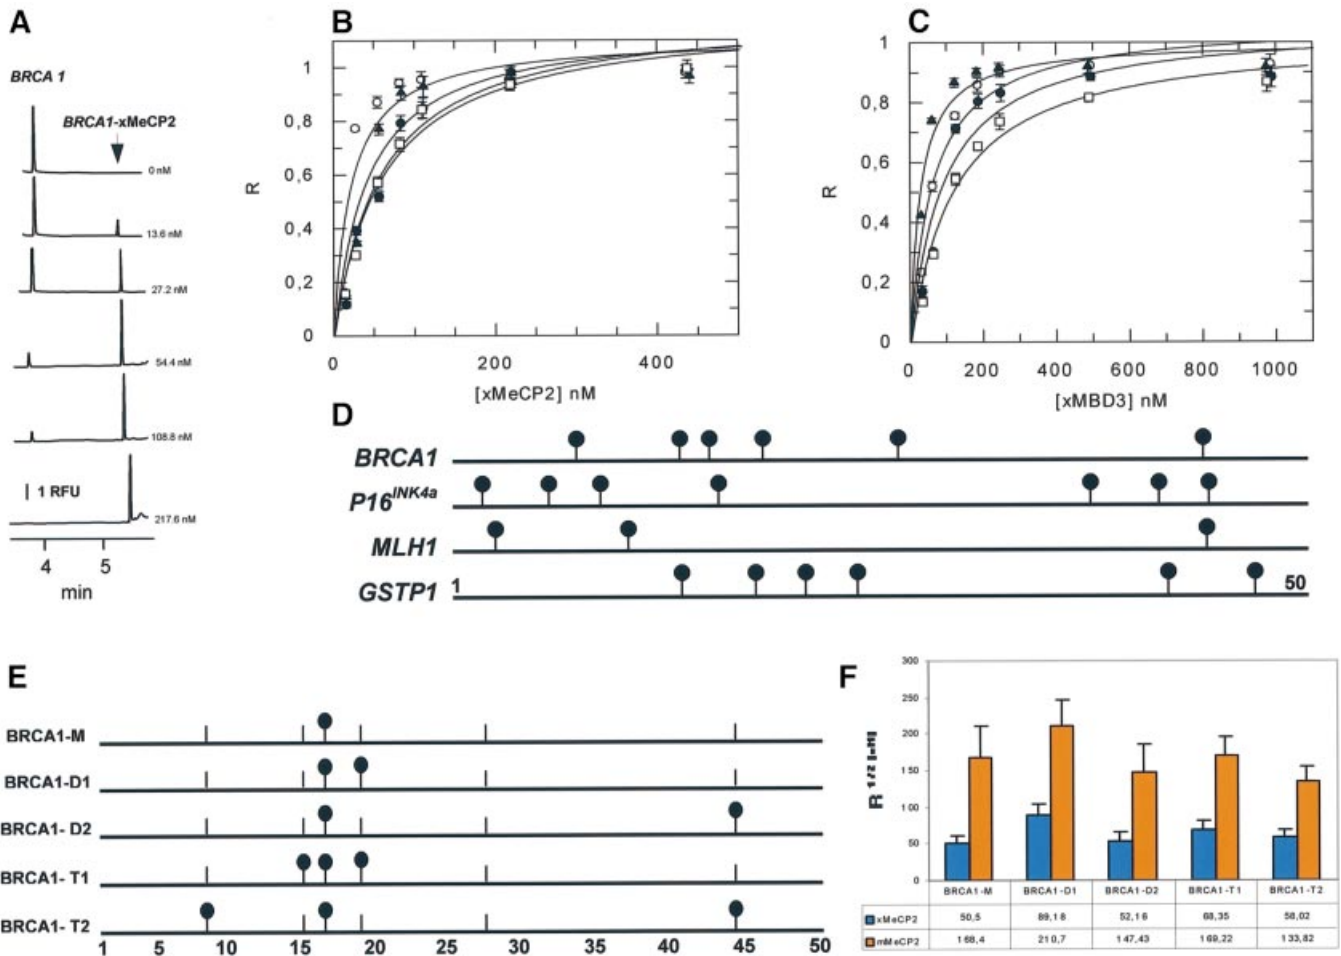 A
BRCA 1
BRCA1-xMeCP2
0 nM
13.6 nM
27.2 nM
54.4 nM
108.8 nM
1 RFU
217.6 nM
4 5
min
B
1
0,8
0,6
0,4
0,2
0
R
0 200 400
[xMeCP2] nM
C
1
0,8
0,6
0,4
0,2
0
R
0 200 400 600 800 1000
[xMBD3] nM
D
BRCA1
P16INK4a
MLH1
GSTP1 1 50
E
BRCA1-M
BRCA1-D1
BRCA1- D2
BRCA1- T1
BRCA1- T2
1 5 10 15 20 25 30 35 40 45 50
F
300
250
200
150
100
50
0
R 1/2 [nM]
BRCA1-M BRCA1-D1 BRCA1-D2 BRCA1-T1 BRCA1-T2
xMeCP2 50,5 89,18 52,16 68,35 58,02
mMeCP2 168,4 210,7 147,43 169,22 133,82